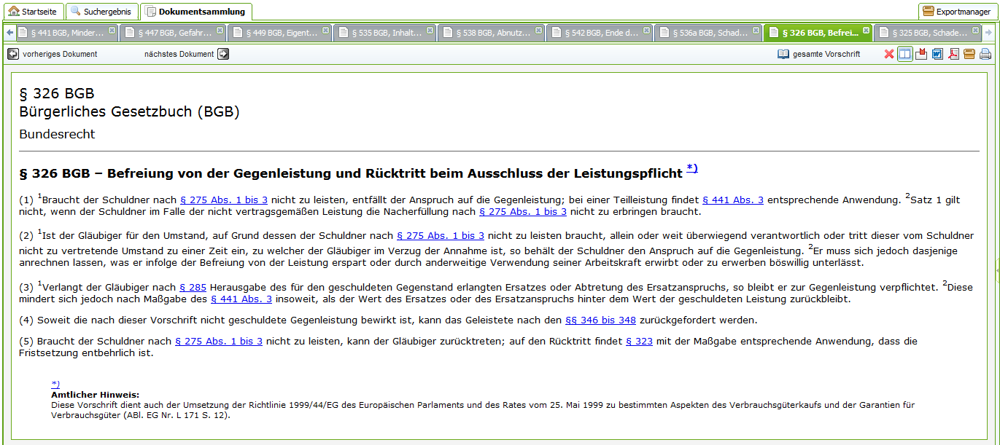 Startseite Suchergebnis Dokumentsammlung Exportmanager
§ 441 BGB, Minder... § 447 BGB, Gefahr... § 449 BGB, Eigent... § 535 BGB, Inhalt... § 538 BGB, Abnutz... § 542 BGB, Ende d... § 536a BGB, Schad... § 326 BGB, Befrei... § 325 BGB, Schade...
vorheriges Dokument nächstes Dokument gesamte Vorschrift
§ 326 BGB
Bürgerliches Gesetzbuch (BGB)
Bundesrecht
§ 326 BGB – Befreiung von der Gegenleistung und Rücktritt beim Ausschluss der Leistungspflicht *)
(1) 1Braucht der Schuldner nach § 275 Abs. 1 bis 3 nicht zu leisten, entfällt der Anspruch auf die Gegenleistung; bei einer Teilleistung findet § 441 Abs. 3 entsprechende Anwendung. 2Satz 1 gilt
nicht, wenn der Schuldner im Falle der nicht vertragsgemäßen Leistung die Nacherfüllung nach § 275 Abs. 1 bis 3 nicht zu erbringen braucht.
(2) 1Ist der Gläubiger für den Umstand, auf Grund dessen der Schuldner nach § 275 Abs. 1 bis 3 nicht zu leisten braucht, allein oder weit überwiegend verantwortlich oder tritt dieser vom Schuldner
nicht zu vertretende Umstand zu einer Zeit ein, zu welcher der Gläubiger im Verzug der Annahme ist, so behält der Schuldner den Anspruch auf die Gegenleistung. 2Er muss sich jedoch dasjenige
anrechnen lassen, was er infolge der Befreiung von der Leistung erspart oder durch anderweitige Verwendung seiner Arbeitskraft erwirbt oder zu erwerben böswillig unterlässt.
(3) 1Verlangt der Gläubiger nach § 285 Herausgabe des für den geschuldeten Gegenstand erlangten Ersatzes oder Abtretung des Ersatzanspruchs, so bleibt er zur Gegenleistung verpflichtet. 2Diese
mindert sich jedoch nach Maßgabe des § 441 Abs. 3 insoweit, als der Wert des Ersatzes oder des Ersatzanspruchs hinter dem Wert der geschuldeten Leistung zurückbleibt.
(4) Soweit die nach dieser Vorschrift nicht geschuldete Gegenleistung bewirkt ist, kann das Geleistete nach den §§ 346 bis 348 zurückgefordert werden.
(5) Braucht der Schuldner nach § 275 Abs. 1 bis 3 nicht zu leisten, kann der Gläubiger zurücktreten; auf den Rücktritt findet § 323 mit der Maßgabe entsprechende Anwendung, dass die
Fristsetzung entbehrlich ist.
*)
Amtlicher Hinweis:
Diese Vorschrift dient auch der Umsetzung der Richtlinie 1999/44/EG des Europäischen Parlaments und des Rates vom 25. Mai 1999 zu bestimmten Aspekten des Verbrauchsgüterkaufs und der Garantien für
Verbrauchsgüter (ABl. EG Nr. L 171 S. 12).